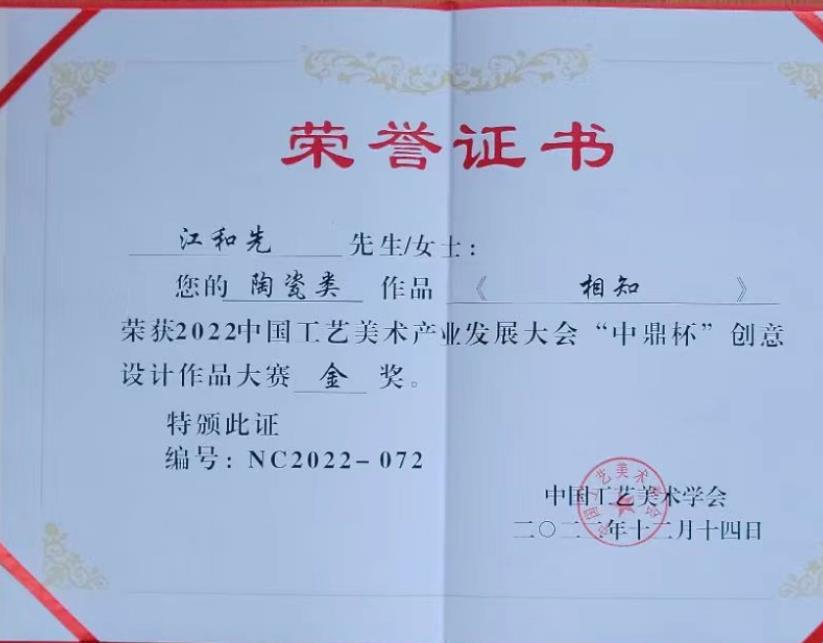 荣誉证书
江和先 先生/女士：
您的 陶瓷类 作品 《 相知 》
荣获2022中国工艺美术产业发展大会“中鼎杯”创意
设计作品大赛 金 奖。
特颁此证
编号：NC2022-072
中国工艺美术学会
二〇二二年十二月十四日